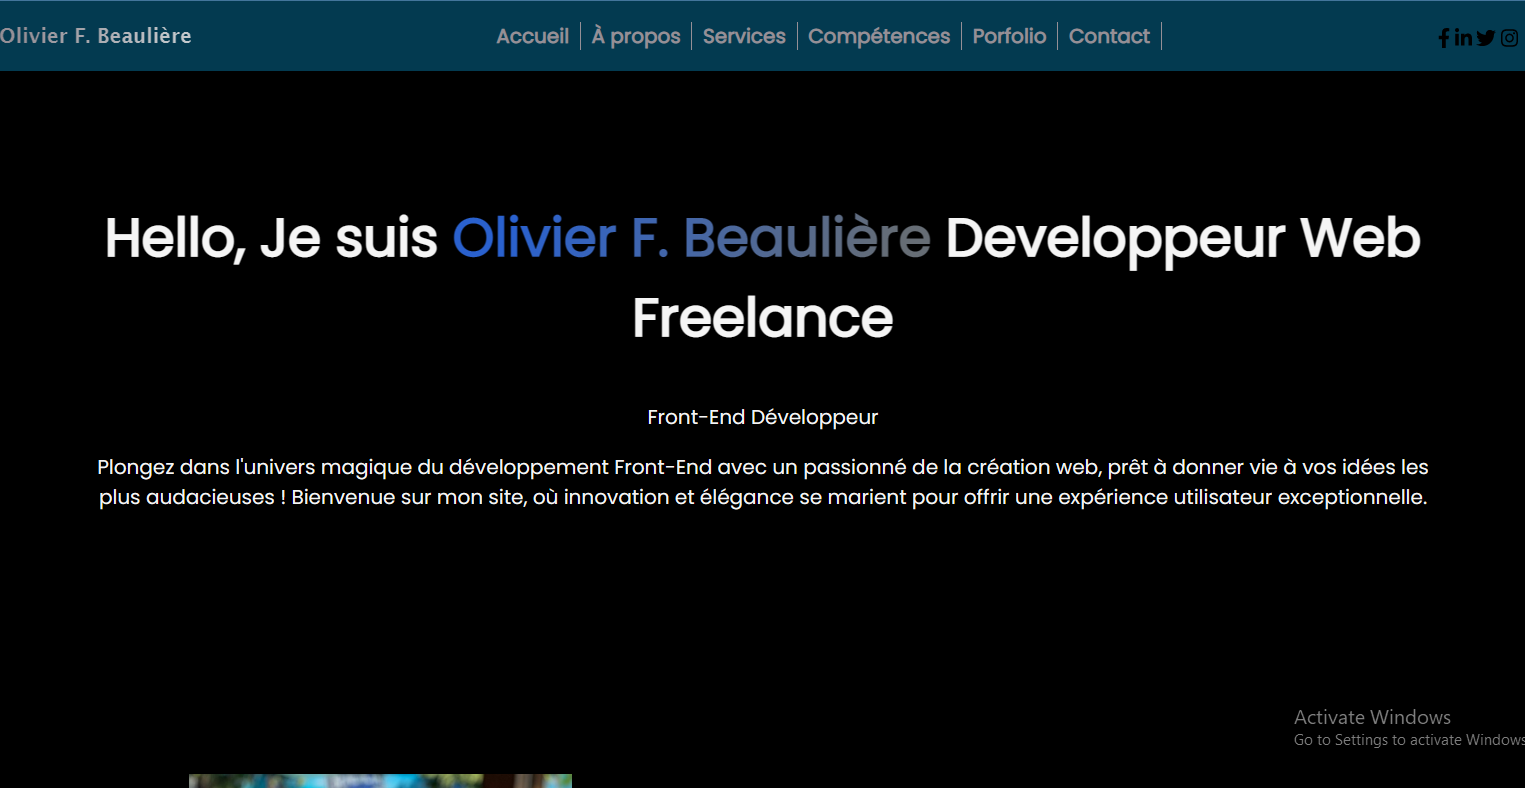 Olivier F. Beaulière
Accueil
À propos
Services
Compétences
Porfolio
Contact
Hello, Je suis Olivier F. Beaulière Developpeur Web
Freelance
Front-End Développeur
Plongez dans l'univers magique du développement Front-End avec un passionné de la création web, prêt à donner vie à vos idées les
plus audacieuses ! Bienvenue sur mon site, où innovation et élégance se marient pour offrir une expérience utilisateur exceptionnelle.
Activate Windows
Go to Settings to activate Windows